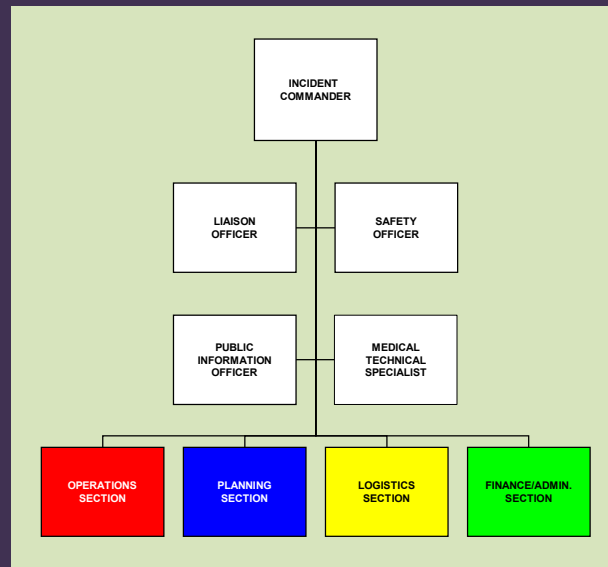 INCIDENT
COMMANDER
LIAISON
OFFICER
SAFETY
OFFICER
PUBLIC
INFORMATION
OFFICER
MEDICAL
TECHNICAL
SPECIALIST
OPERATIONS
SECTION
PLANNING
SECTION
LOGISTICS
SECTION
FINANCE/ADMIN.
SECTION